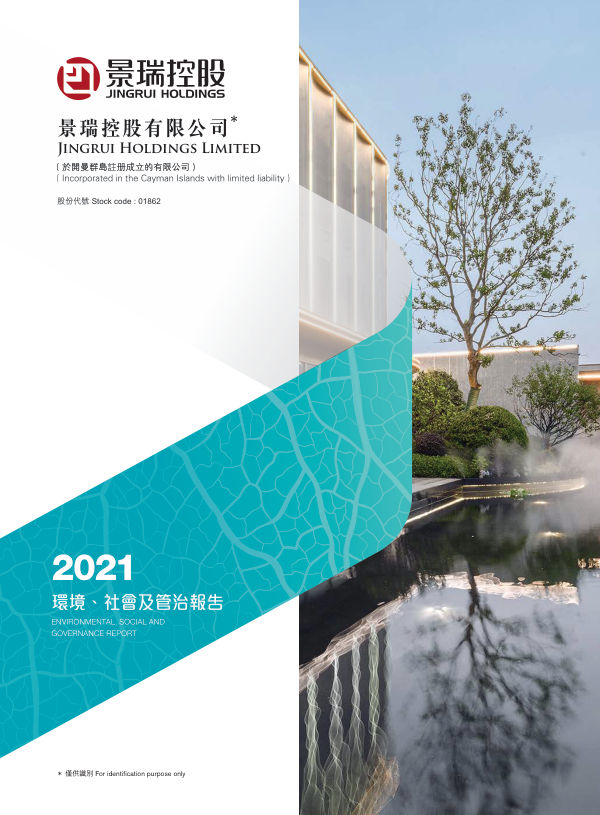 景瑞控股
JINGRUI HOLDINGS
景瑞控股有限公司*
JINGRUI HOLDINGS LIMITED
(於開曼群島註册成立的有限公司)
( Incorporated in the Cayman Islands with limited liability )
股份代號 Stock code : 01862
2021
環境、社會及管治報告
ENVIRONMENTAL, SOCIAL AND
GOVERNANCE REPORT
* 僅供識別 For identification purpose only